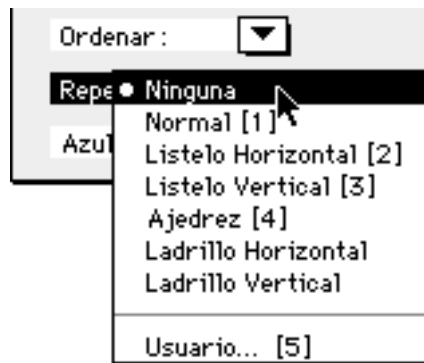 Ordenar:
Repe
Ninguna
Normal [1]
Azul
Listelo Horizontal [2]
Listelo Vertical [3]
Ajedrez [4]
Ladrillo Horizontal
Ladrillo Vertical
Usuario... [5]